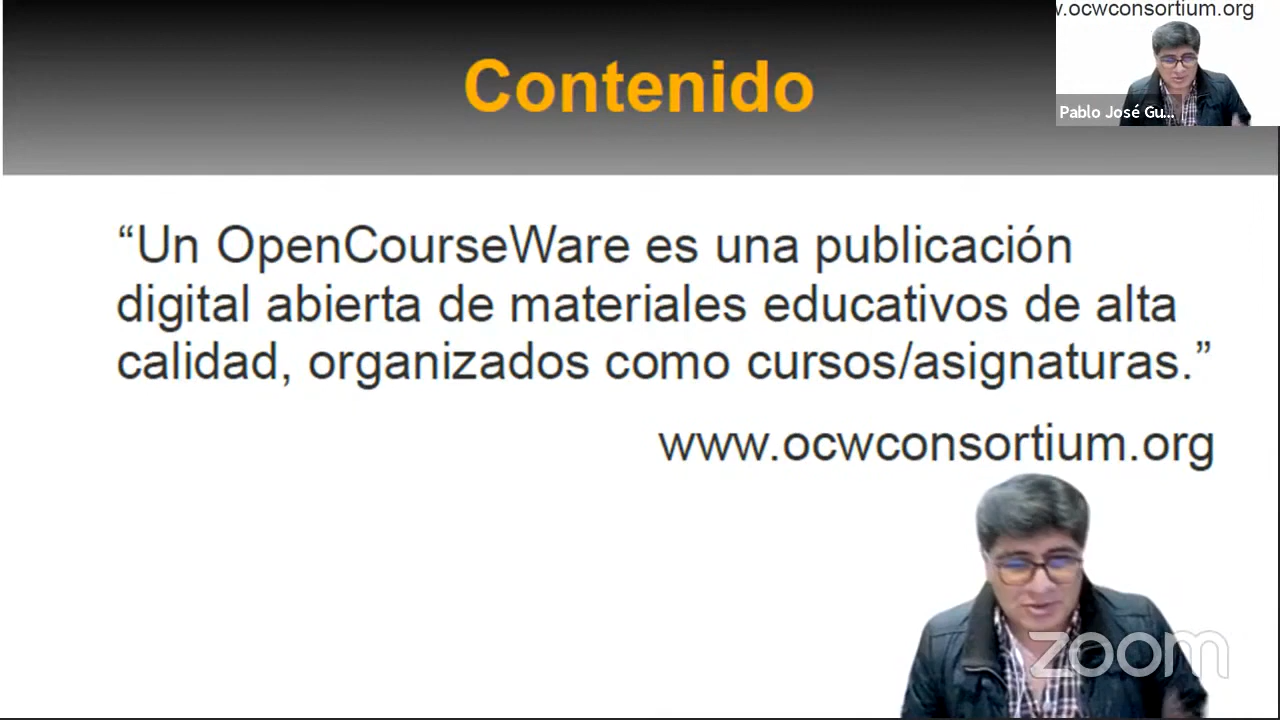 Contenido
v.ocwconsortium.org
Pablo José Gu...
“Un OpenCourseWare es una publicación
digital abierta de materiales educativos de alta
calidad, organizados como cursos/asignaturas.”
www.ocwconsortium.org
zoom